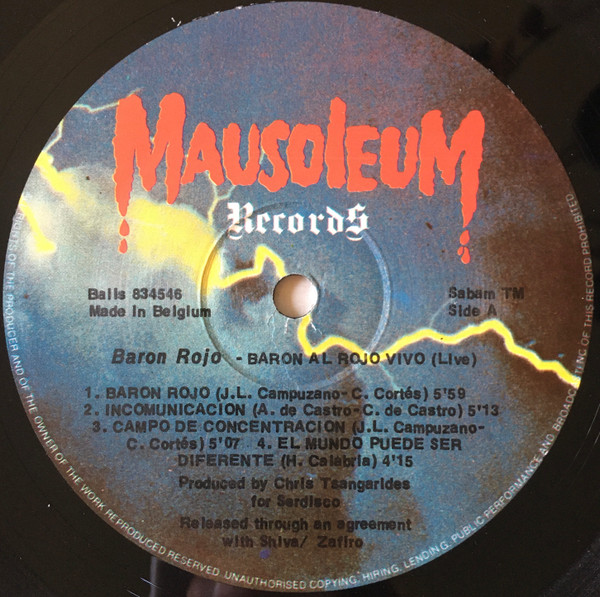 MAUSOLEUM
Records
Balls 834546
Made in Belgium
Sabam TM
Side A
Baron Rojo - BARON AL ROJO VIVO (Live)
1. BARON ROJO (J.L. Campuzano-C. Cortés) 5'59
2. INCOMUNICACION (A. de Castro-C. de Castro) 5'13
3. CAMPO DE CONCENTRACION (J.L. Campuzano-
C. Cortés) 5'07 4. EL MUNDO PUEDE SER
DIFERENTE (H. Calabria) 4'15
Produced by Chris Tsangarides
for Serdisco
Released through an agreement
with Shiva/ Zafiro
RIGHTS OF THE PRODUCER AND OF THE OWNER OF THE WORK REPRODUCED RESERVED. UNAUTHORISED COPYING, HIRING, LENDING, PUBLIC PERFORMANCE AND BROADCASTING OF THIS RECORD PROHIBITED